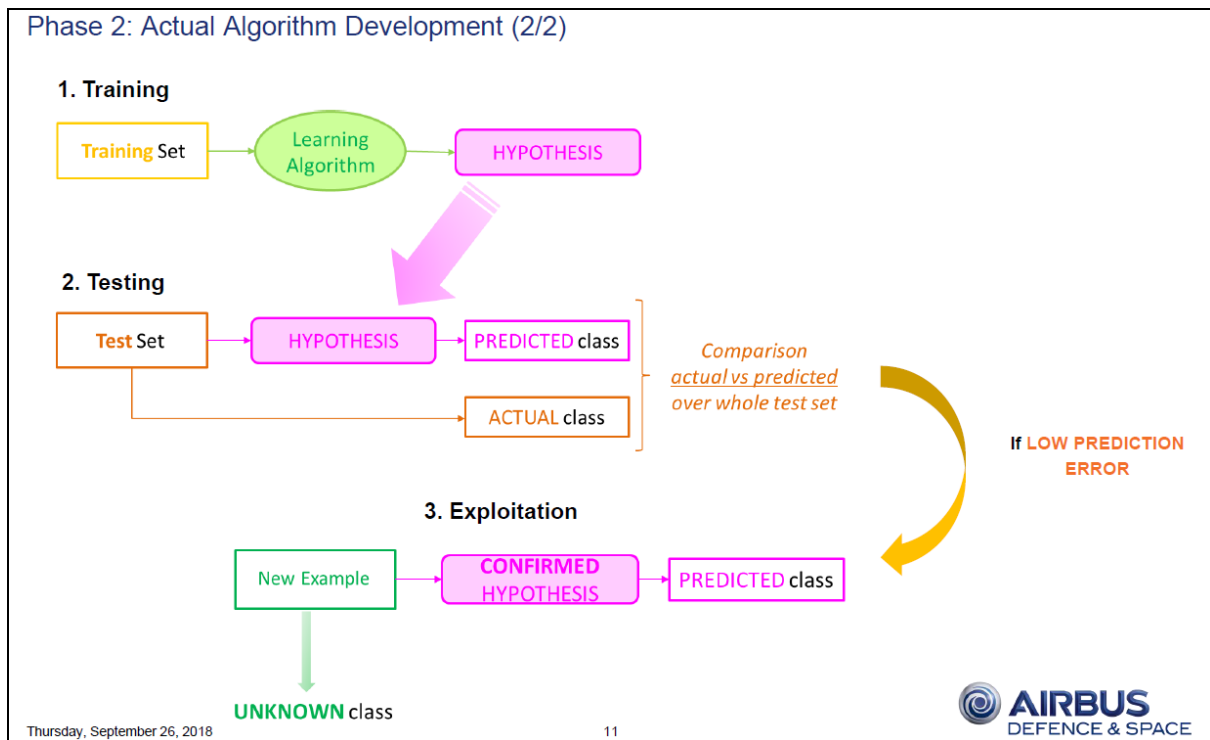 Phase 2: Actual Algorithm Development (2/2)
1. Training
Training Set
Learning
Algorithm
HYPOTHESIS
2. Testing
Test Set
HYPOTHESIS
PREDICTED class
ACTUAL class
Comparison
actual vs predicted
over whole test set
If LOW PREDICTION
ERROR
3. Exploitation
New Example
CONFIRMED
HYPOTHESIS
PREDICTED class
UNKNOWN class
Thursday, September 26, 2018
11
AIRBUS
DEFENCE & SPACE